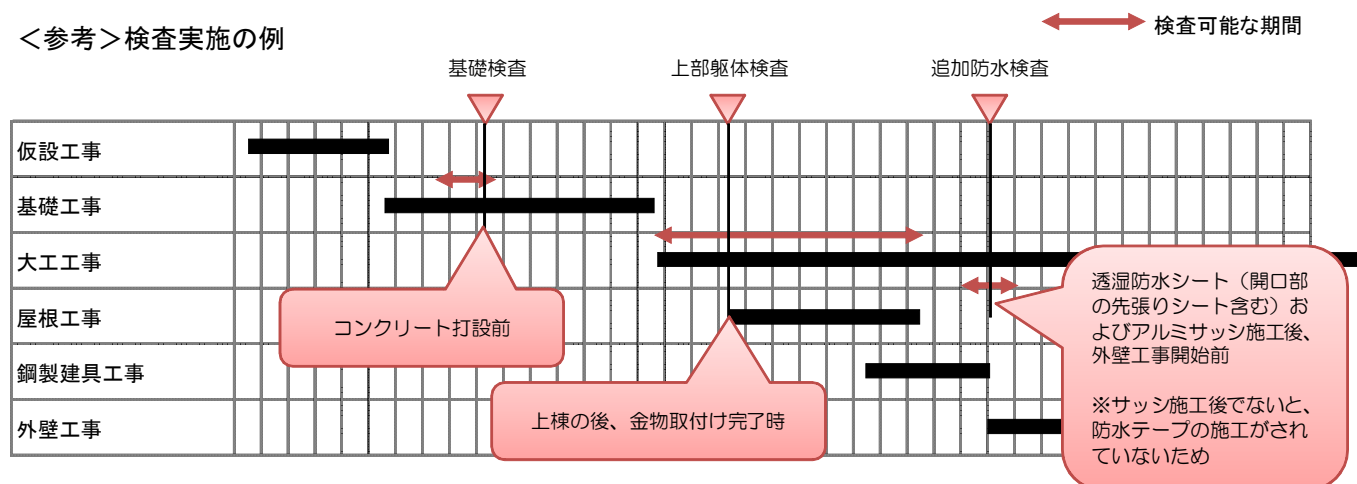 ＜参考＞検査実施の例
検査可能な期間
基礎検査
上部躯体検査
追加防水検査
仮設工事
基礎工事
大工工事
屋根工事
鋼製建具工事
外壁工事
コンクリート打設前
上棟の後、金物取付け完了時
透湿防水シート（開口部
の先張りシート含む）お
よびアルミサッシ施工後、
外壁工事開始前
※サッシ施工後でないと、
防水テープの施工がされ
ていないため